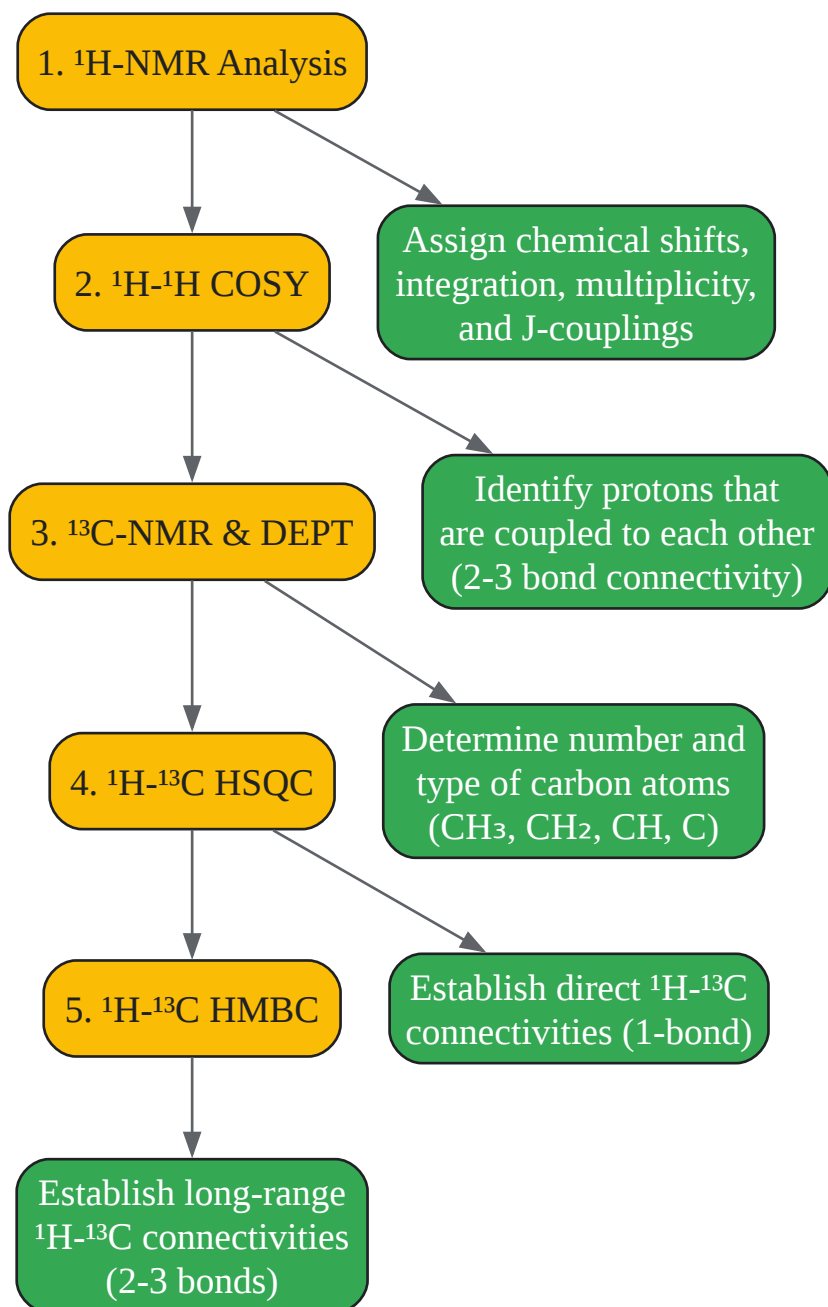 1. ¹H-NMR Analysis
Assign chemical shifts,
integration, multiplicity,
and J-couplings
2. ¹H-¹H COSY
Identify protons that
are coupled to each other
(2-3 bond connectivity)
3. ¹³C-NMR & DEPT
Determine number and
type of carbon atoms
(CH₃, CH₂, CH, C)
4. ¹H-¹³C HSQC
Establish direct ¹H-¹³C
connectivities (1-bond)
5. ¹H-¹³C HMBC
Establish long-range
¹H-¹³C connectivities
(2-3 bonds)